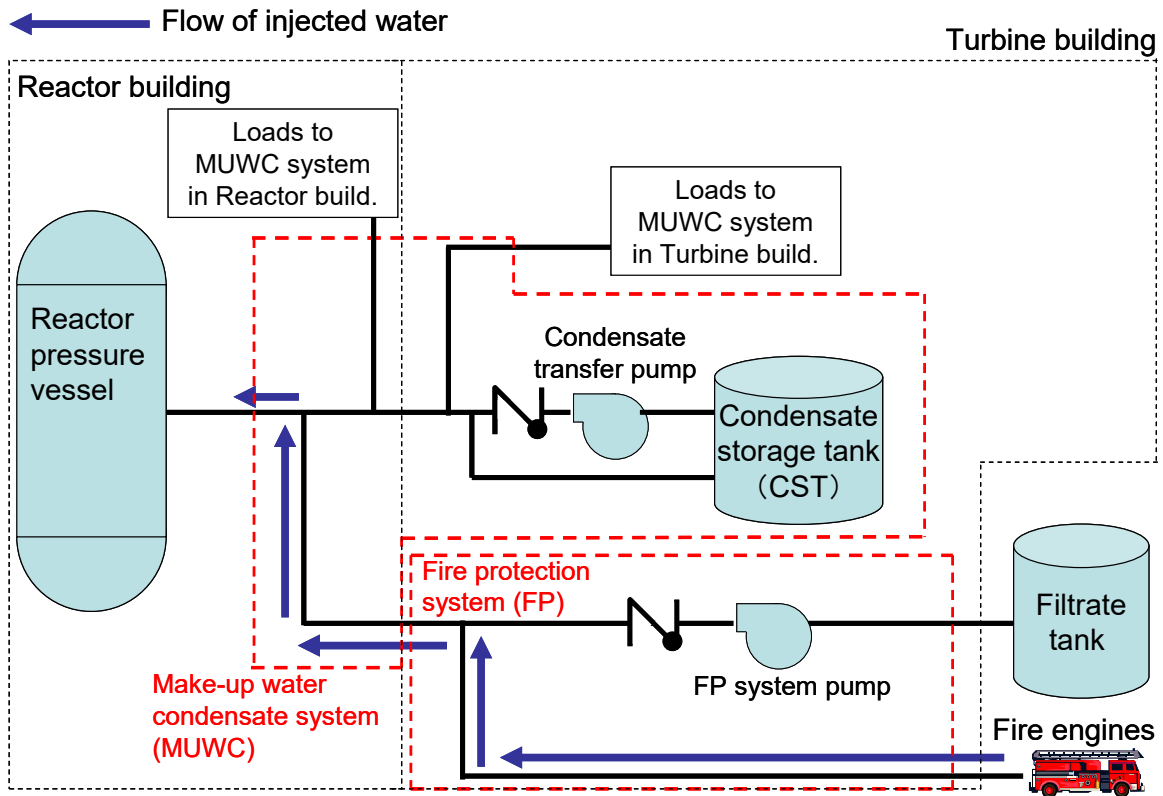 Flow of injected water
Turbine building
Reactor building
Loads to
MUWC system
in Reactor build.
Loads to
MUWC system
in Turbine build.
Reactor
pressure
vessel
Condensate
transfer pump
Condensate
storage tank
（CST）
Fire protection
system (FP)
Filtrate
tank
FP system pump
Make-up water
condensate system
(MUWC)
Fire engines